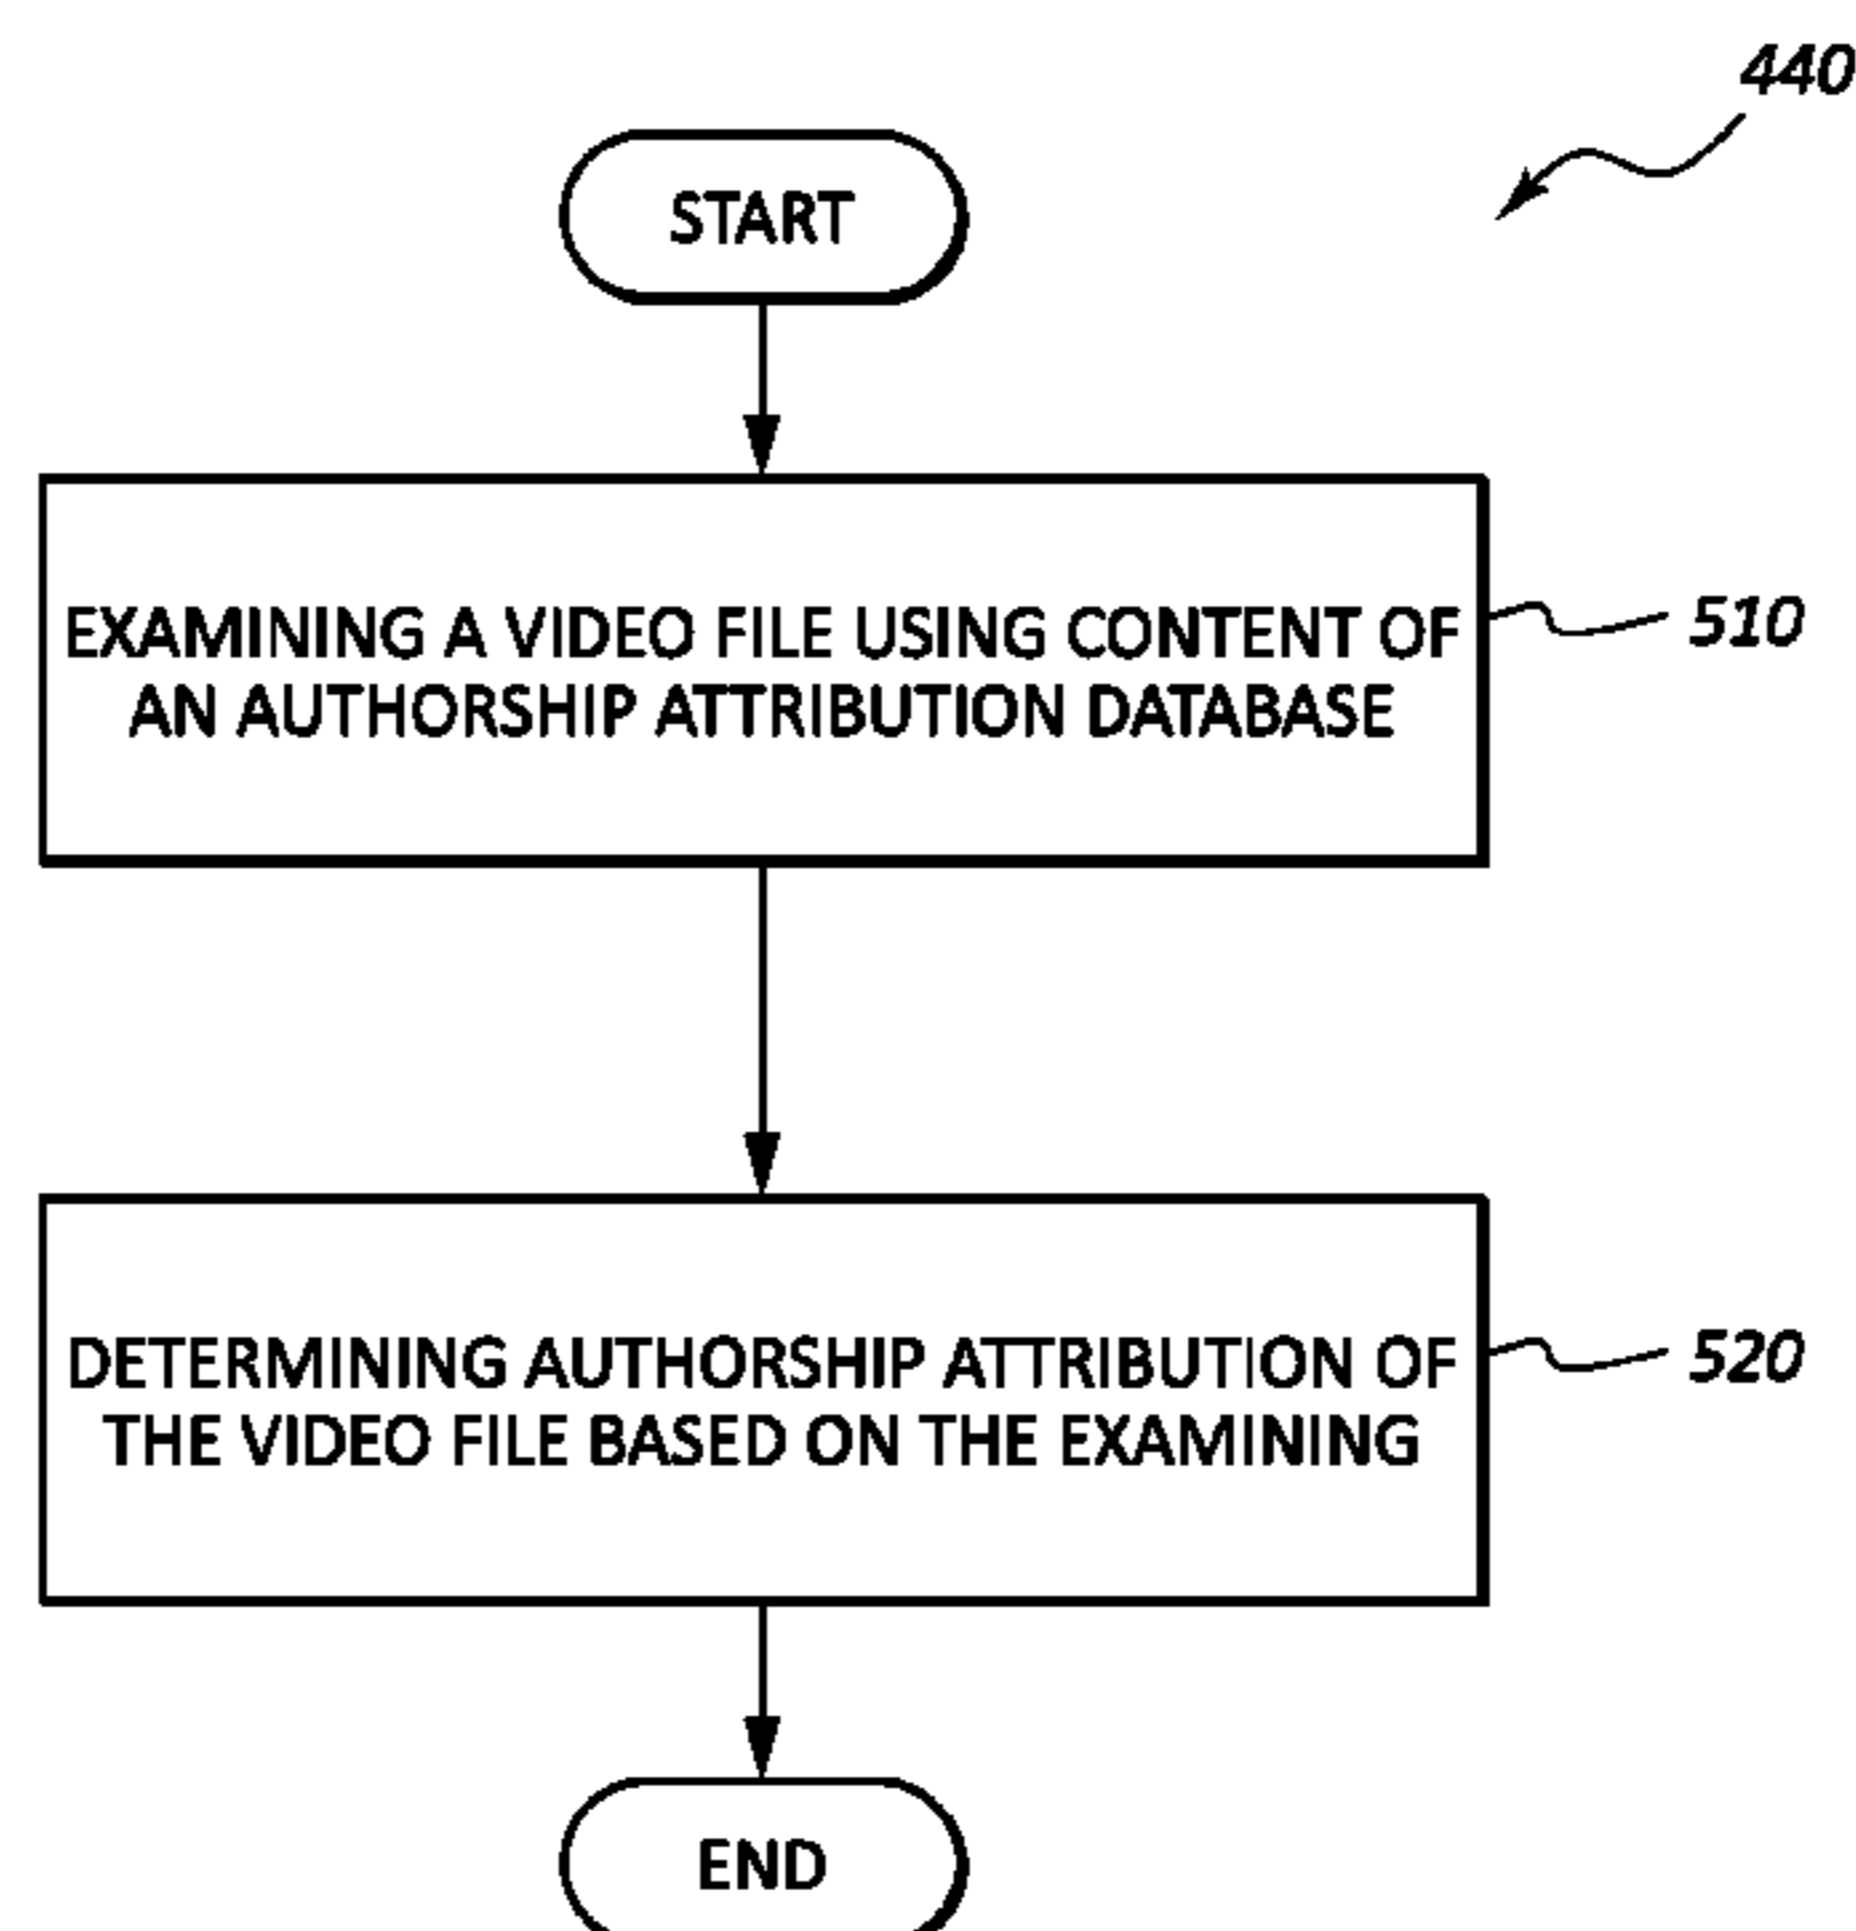 440
START
EXAMINING A VIDEO FILE USING CONTENT OF
AN AUTHORSHIP ATTRIBUTION DATABASE
510
DETERMINING AUTHORSHIP ATTRIBUTION OF
THE VIDEO FILE BASED ON THE EXAMINING
520
END